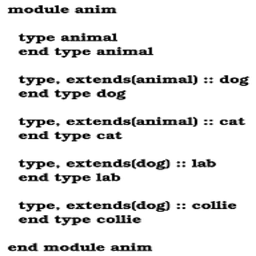 module anim
type animal
end type animal
type, extends(animal) :: dog
end type dog
type, extends(animal) :: cat
end type cat
type, extends(dog) :: lab
end type lab
type, extends(dog) :: collie
end type collie
end module anim